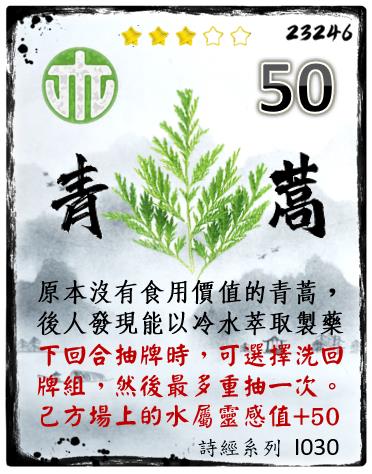 23246
木
50
青 蒿
原本沒有食用價值的青蒿，
後人發現能以冷水萃取製藥
下回合抽牌時，可選擇洗回
牌組，然後最多重抽一次。
己方場上的水屬靈感值+50
詩經系列 I030